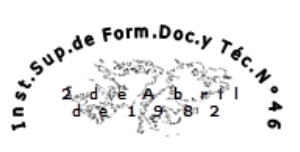 Inst.Sup.de Form.Doc.y Téc.N°46
2 de Abril
de 1982